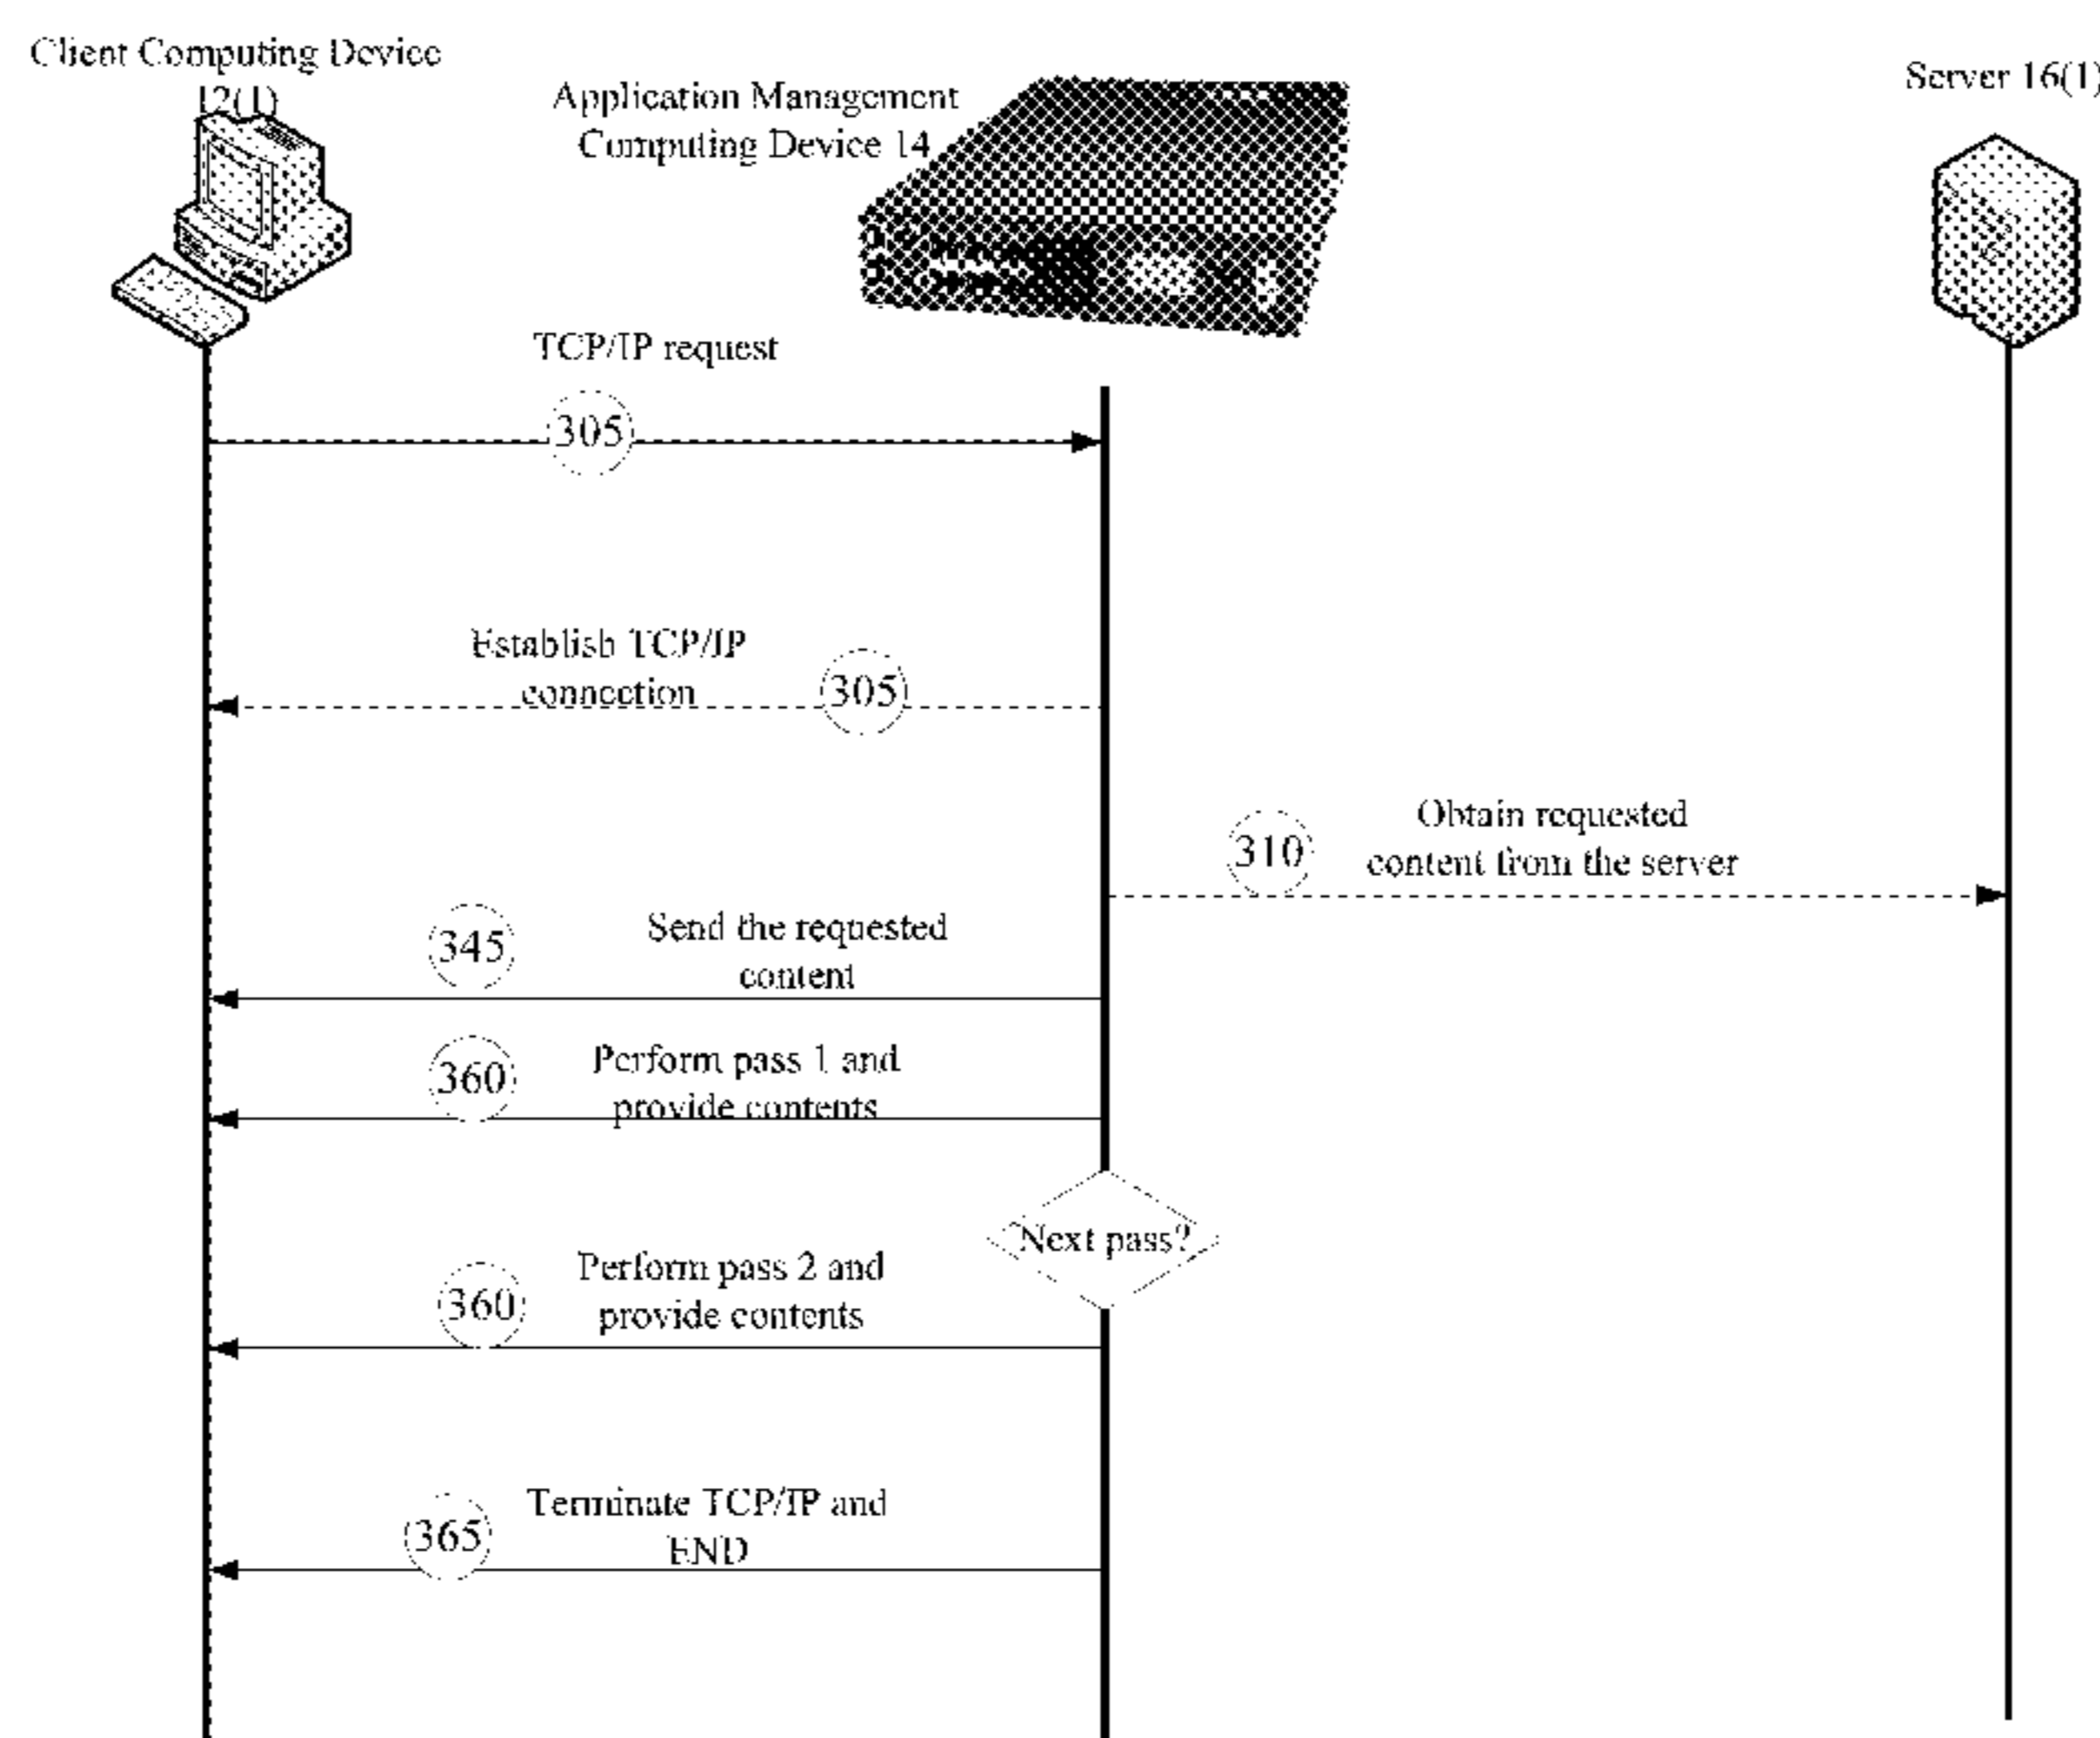 Client Computing Device
12(1)
Application Management
Computing Device 14
Server 16(1)
TCP/IP request
305
Establish TCP/IP
connection
305
Obtain requested
content from the server
310
Send the requested
content
345
Perform pass 1 and
provide contents
360
Next pass?
Perform pass 2 and
provide contents
360
Terminate TCP/IP and
END
365